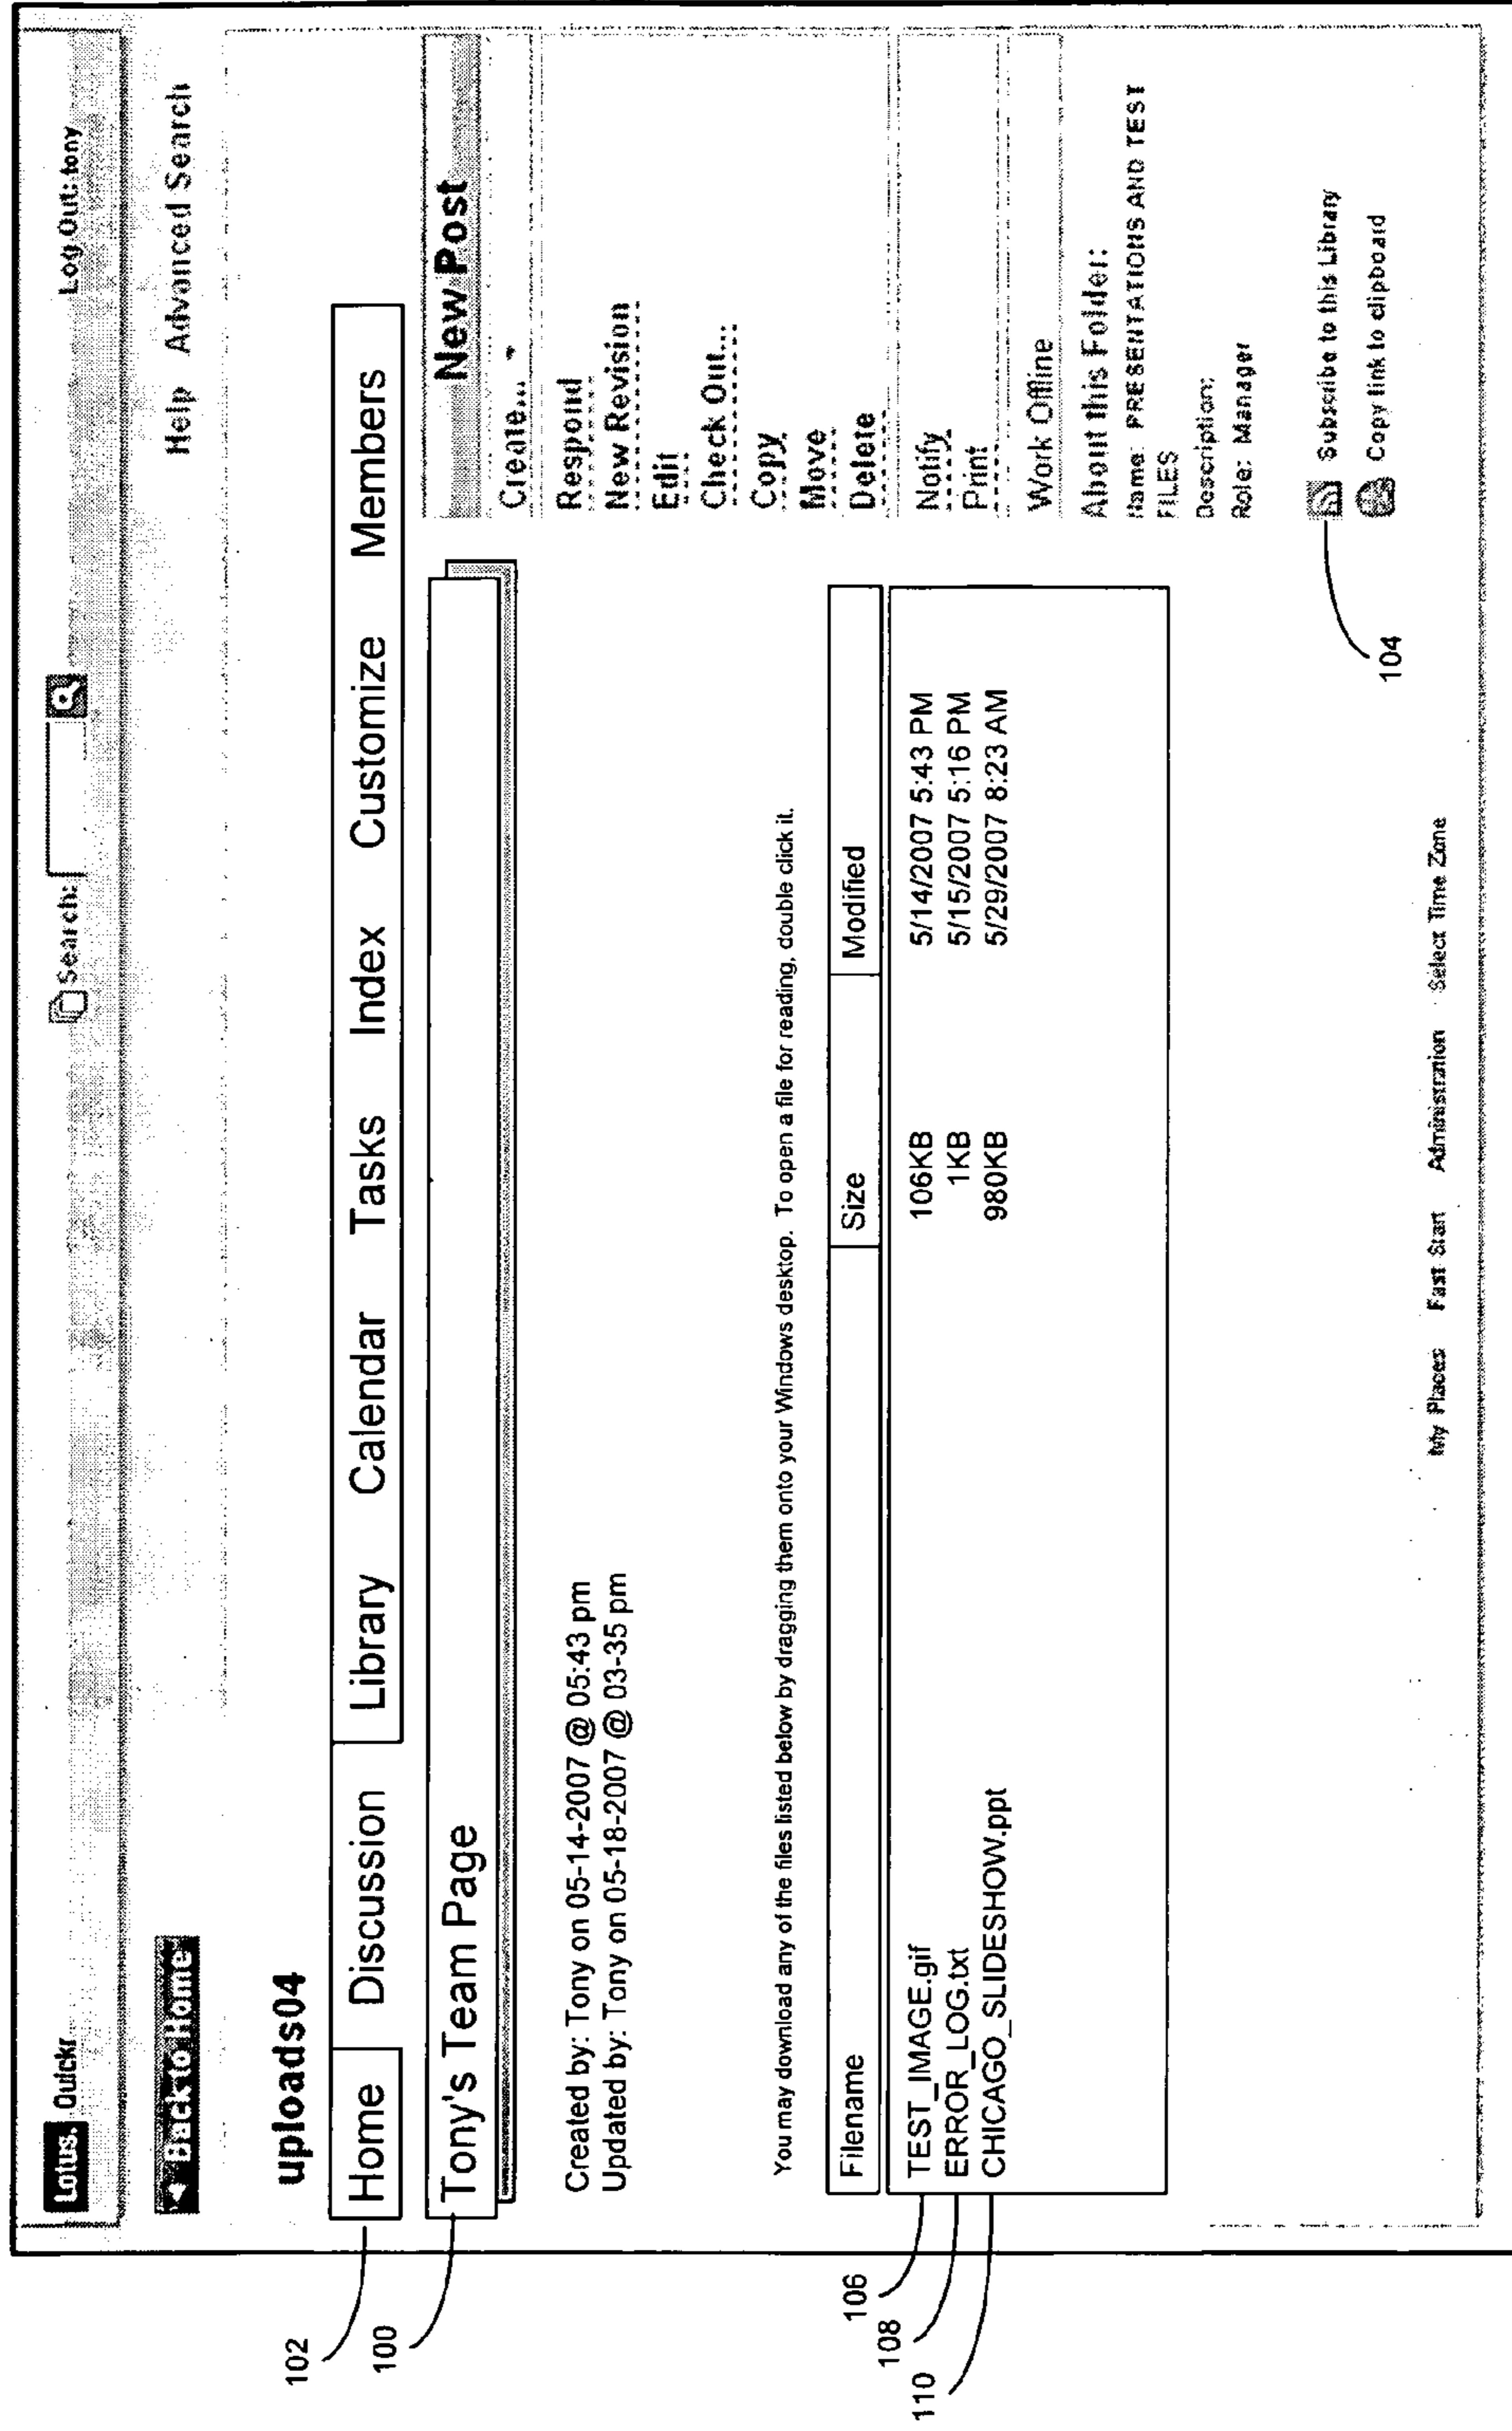 Lotus. Quickr
Search:
Log Out: tony
Back to Home
Help Advanced Search
uploads04
Home Discussion Library Calendar Tasks Index Customize Members
Tony's Team Page
Created by: Tony on 05-14-2007 @ 05:43 pm
Updated by: Tony on 05-18-2007 @ 03-35 pm
You may download any of the files listed below by dragging them onto your Windows desktop. To open a file for reading, double click it.
Filename Size Modified
TEST_IMAGE.gif 106KB 5/14/2007 5:43 PM
ERROR_LOG.txt 1KB 5/15/2007 5:16 PM
CHICAGO_SLIDESHOW.ppt 980KB 5/29/2007 8:23 AM
New Post
Create...
Respond
New Revision
Edit
Check Out...
Copy
Move
Delete
Notify
Print
Work Offline
About this Folder:
Name: PRESENTATIONS AND TEST
FILES
Description:
Role: Manager
Subscribe to this Library
Copy link to clipboard
My Places Fast Start Administration Select Time Zone
102
100
106
108
110
104